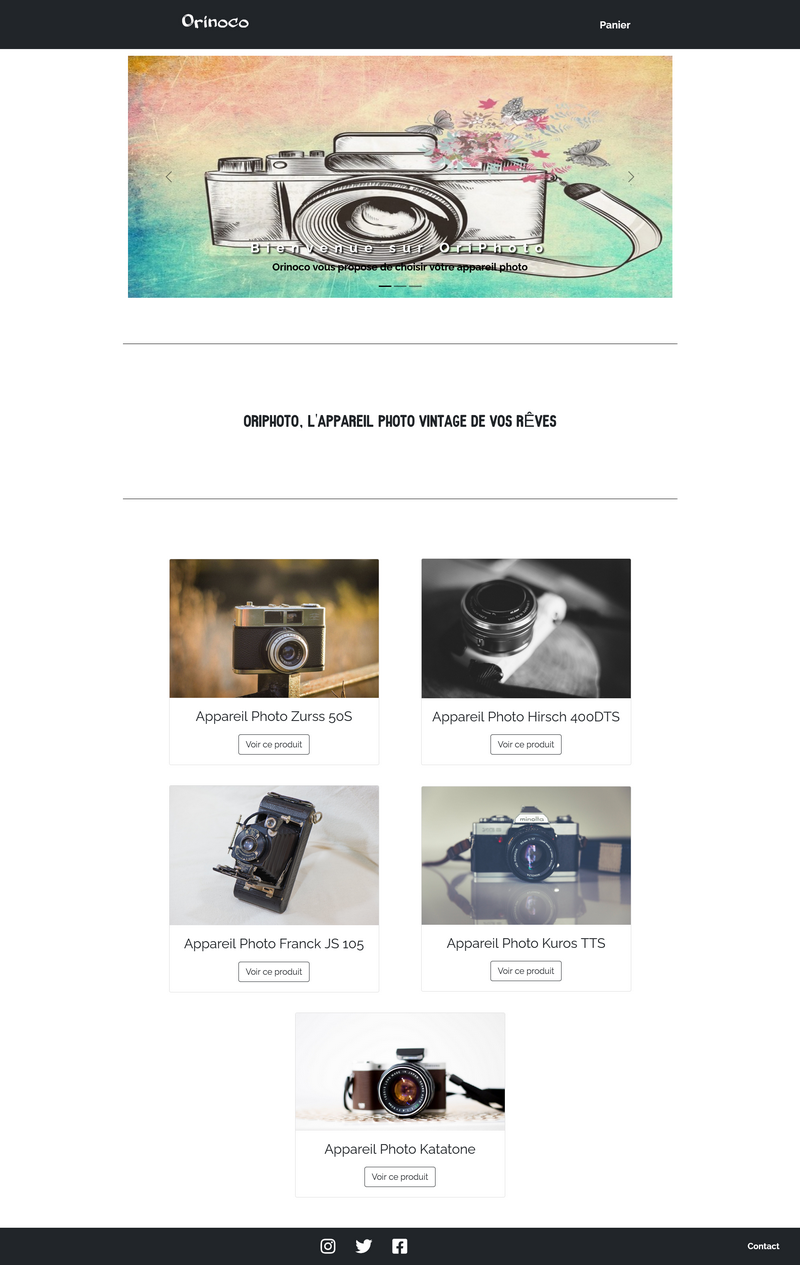 Orinoco
Panier
Bienvenue sur OriPhoto
Orinoco vous propose de choisir vôtre appareil photo
ORIPHOTO, L'APPAREIL PHOTO VINTAGE DE VOS RÊVES
Appareil Photo Zurss 50S
Voir ce produit
Appareil Photo Hirsch 400DTS
Voir ce produit
minolta
Appareil Photo Franck JS 105
Voir ce produit
Appareil Photo Kuros TTS
Voir ce produit
Appareil Photo Katatone
Voir ce produit
Contact